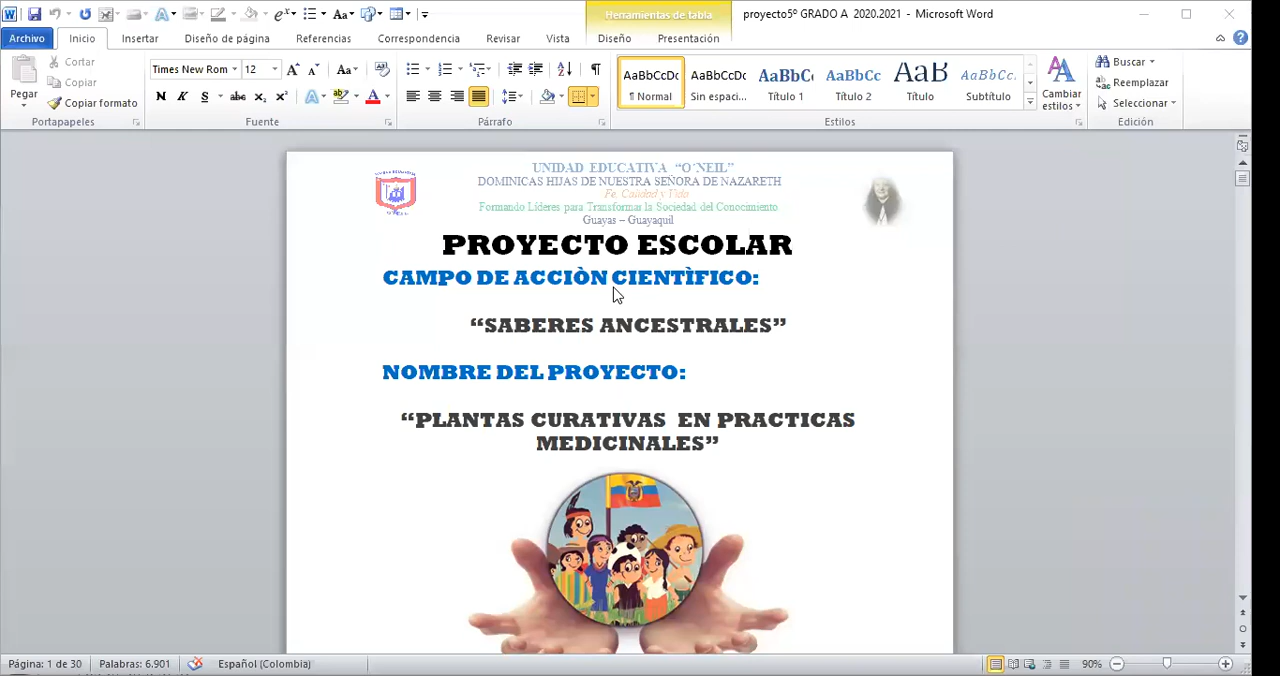 Herramientas de tabla
proyecto5º GRADO A 2020.2021 - Microsoft Word
Archivo Inicio Insertar Diseño de página Referencias Correspondencia Revisar Vista Diseño Presentación
Pegar
Cortar
Copiar
Copiar formato
Portapapeles
Times New Rom 12
N K S abc x₂ x²
Fuente
Párrafo
AaBbCcDc AaBbCcDc AaBbC AaBbCc AaB AaBbCc.
¶ Normal Sin espaci... Título 1 Título 2 Título Subtítulo
Cambiar
estilos
Estilos
Buscar
Reemplazar
Seleccionar
Edición
UNIDAD EDUCATIVA “O´NEIL”
DOMINICAS HIJAS DE NUESTRA SEÑORA DE NAZARETH
Fe, Calidad y Vida
Formando Líderes para Transformar la Sociedad del Conocimiento
Guayas – Guayaquil
PROYECTO ESCOLAR
CAMPO DE ACCIÒN CIENTÌFICO:
“SABERES ANCESTRALES”
NOMBRE DEL PROYECTO:
“PLANTAS CURATIVAS EN PRACTICAS
MEDICINALES”
Página: 1 de 30 Palabras: 6.901 Español (Colombia) 90%